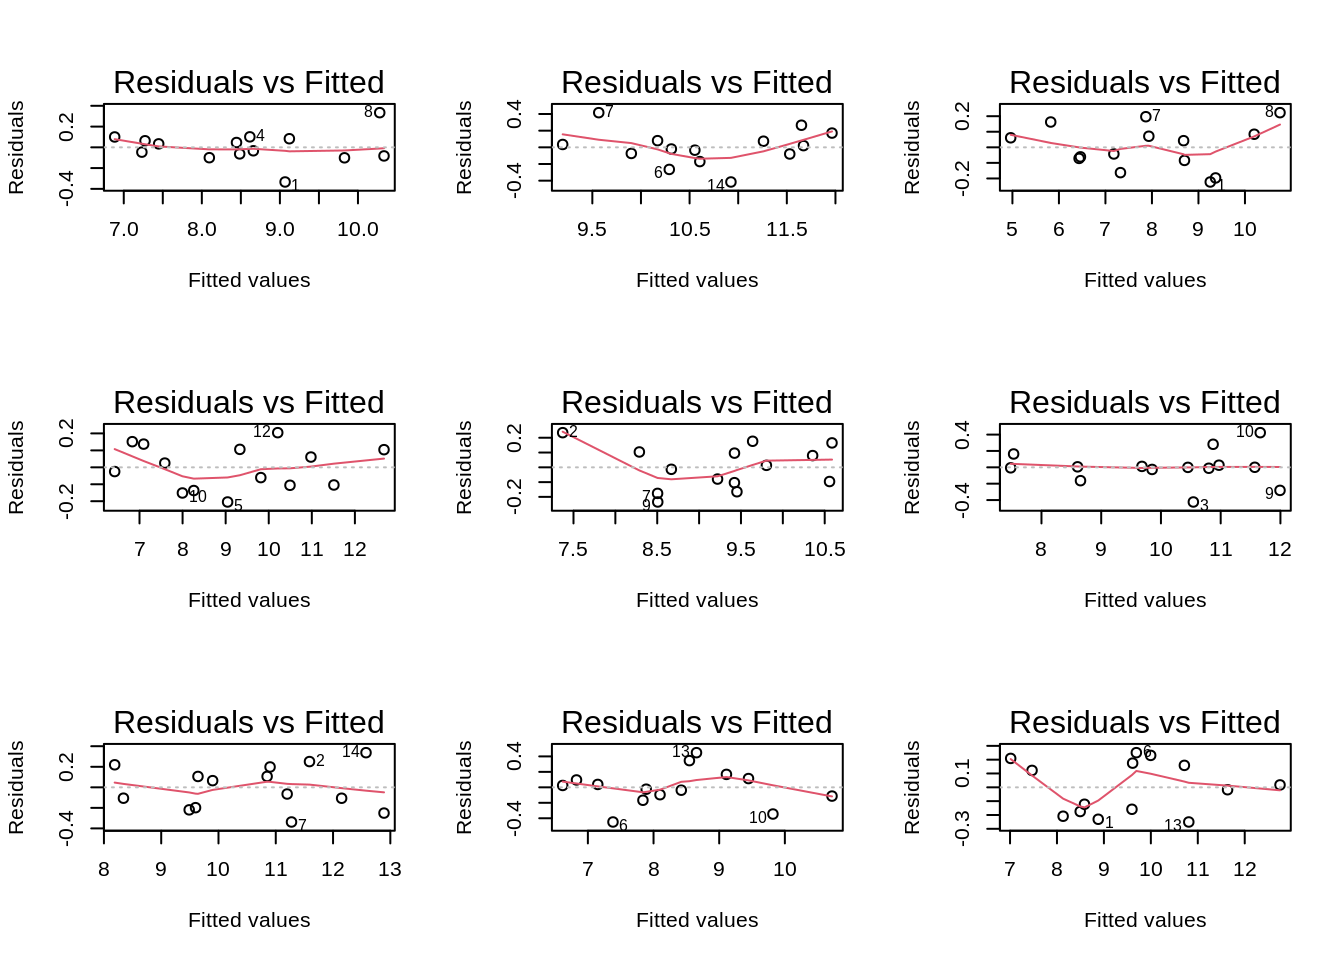 Residuals vs Fitted
Residuals
0.2
-0.4
8
4
1
7.0 8.0 9.0 10.0
Fitted values
Residuals vs Fitted
Residuals
0.4
-0.4
7
6
14
9.5 10.5 11.5
Fitted values
Residuals vs Fitted
Residuals
0.2
-0.2
8
7
1
5 6 7 8 9 10
Fitted values
Residuals vs Fitted
Residuals
0.2
-0.2
12
10
5
7 8 9 10 11 12
Fitted values
Residuals vs Fitted
Residuals
0.2
-0.2
2
7
9
7.5 8.5 9.5 10.5
Fitted values
Residuals vs Fitted
Residuals
0.4
-0.4
10
9
3
8 9 10 11 12
Fitted values
Residuals vs Fitted
Residuals
0.2
-0.4
14
2
7
8 9 10 11 12 13
Fitted values
Residuals vs Fitted
Residuals
0.4
-0.4
13
10
6
7 8 9 10
Fitted values
Residuals vs Fitted
Residuals
0.1
-0.3
6
1
13
7 8 9 10 11 12
Fitted values